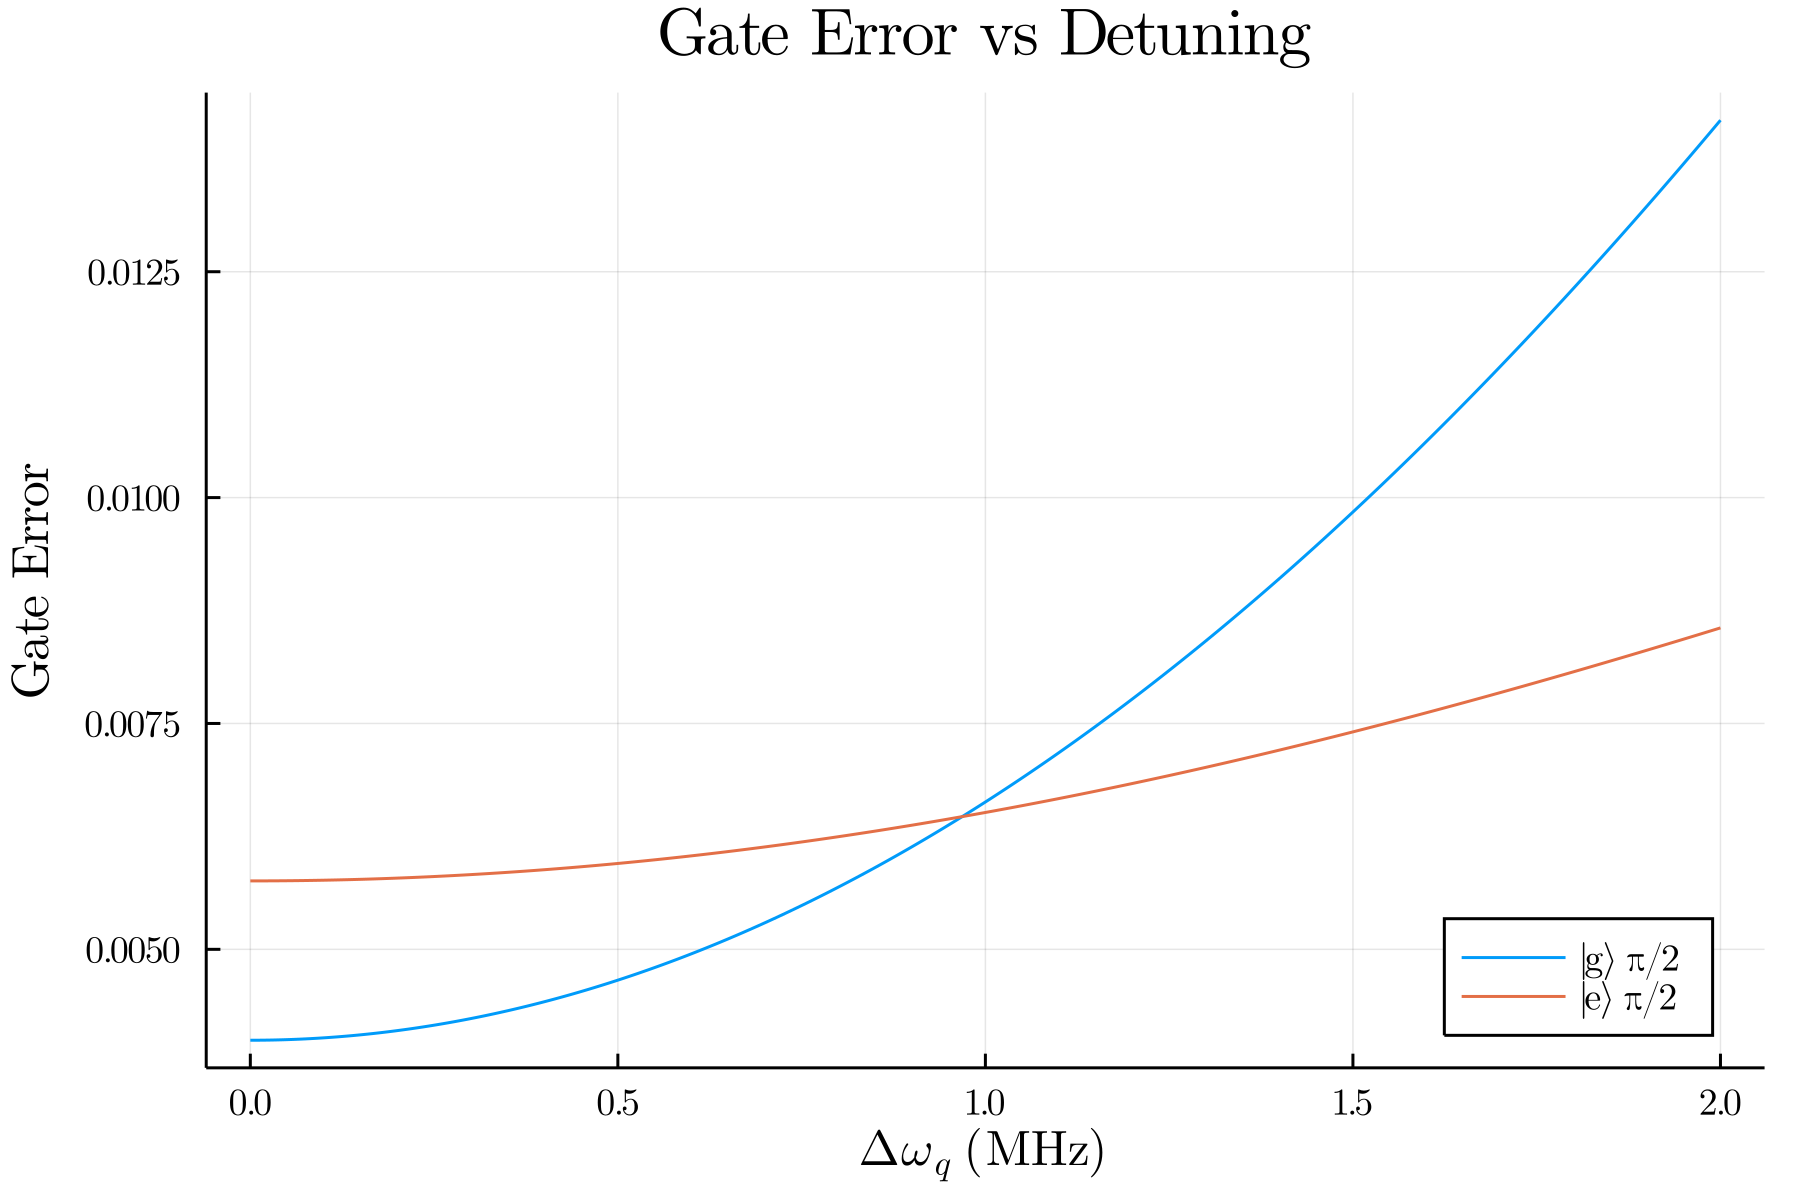 Gate Error vs Detuning
Gate Error
0.0125
0.0100
0.0075
0.0050
|g⟩ π/2
|e⟩ π/2
0.0 0.5 1.0 1.5 2.0
Δω_q (MHz)